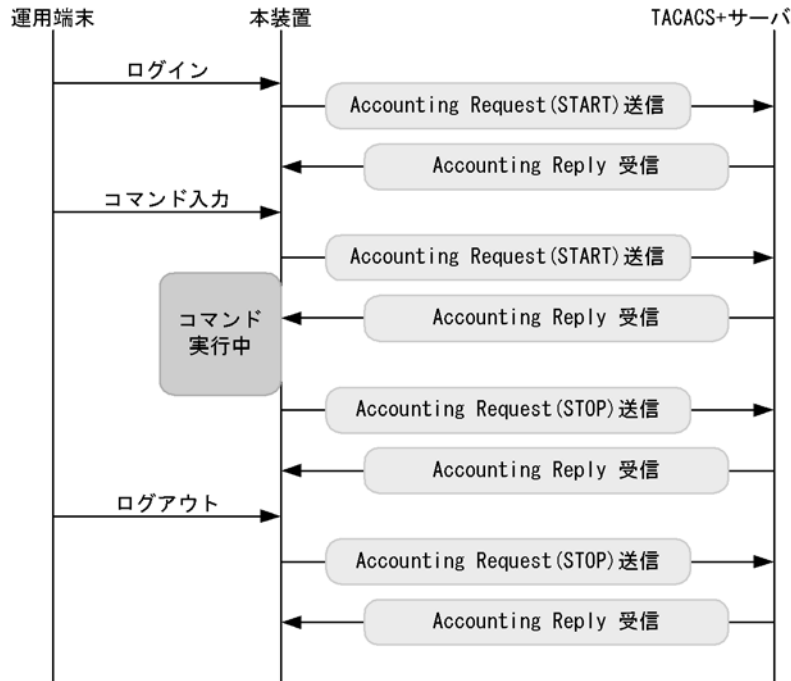 運用端末
本装置
TACACS+サーバ
ログイン
Accounting Request(START)送信
Accounting Reply 受信
コマンド入力
Accounting Request(START)送信
コマンド
実行中
Accounting Reply 受信
Accounting Request(STOP)送信
Accounting Reply 受信
ログアウト
Accounting Request(STOP)送信
Accounting Reply 受信